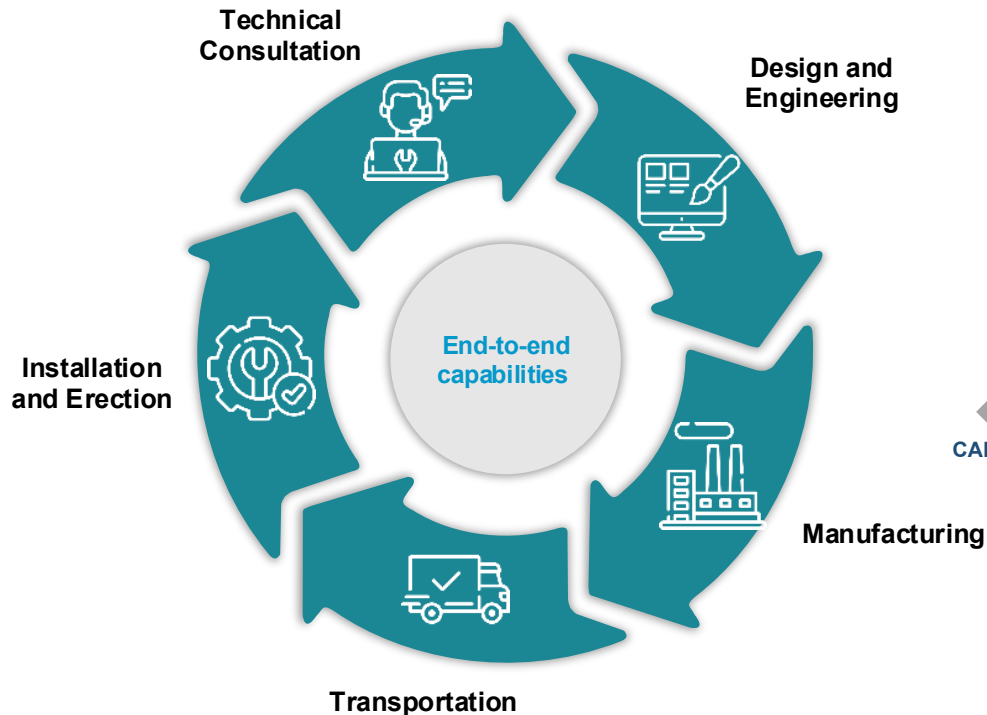 Technical
Consultation
Design and
Engineering
End-to-end
capabilities
Installation
and Erection
Manufacturing
Transportation